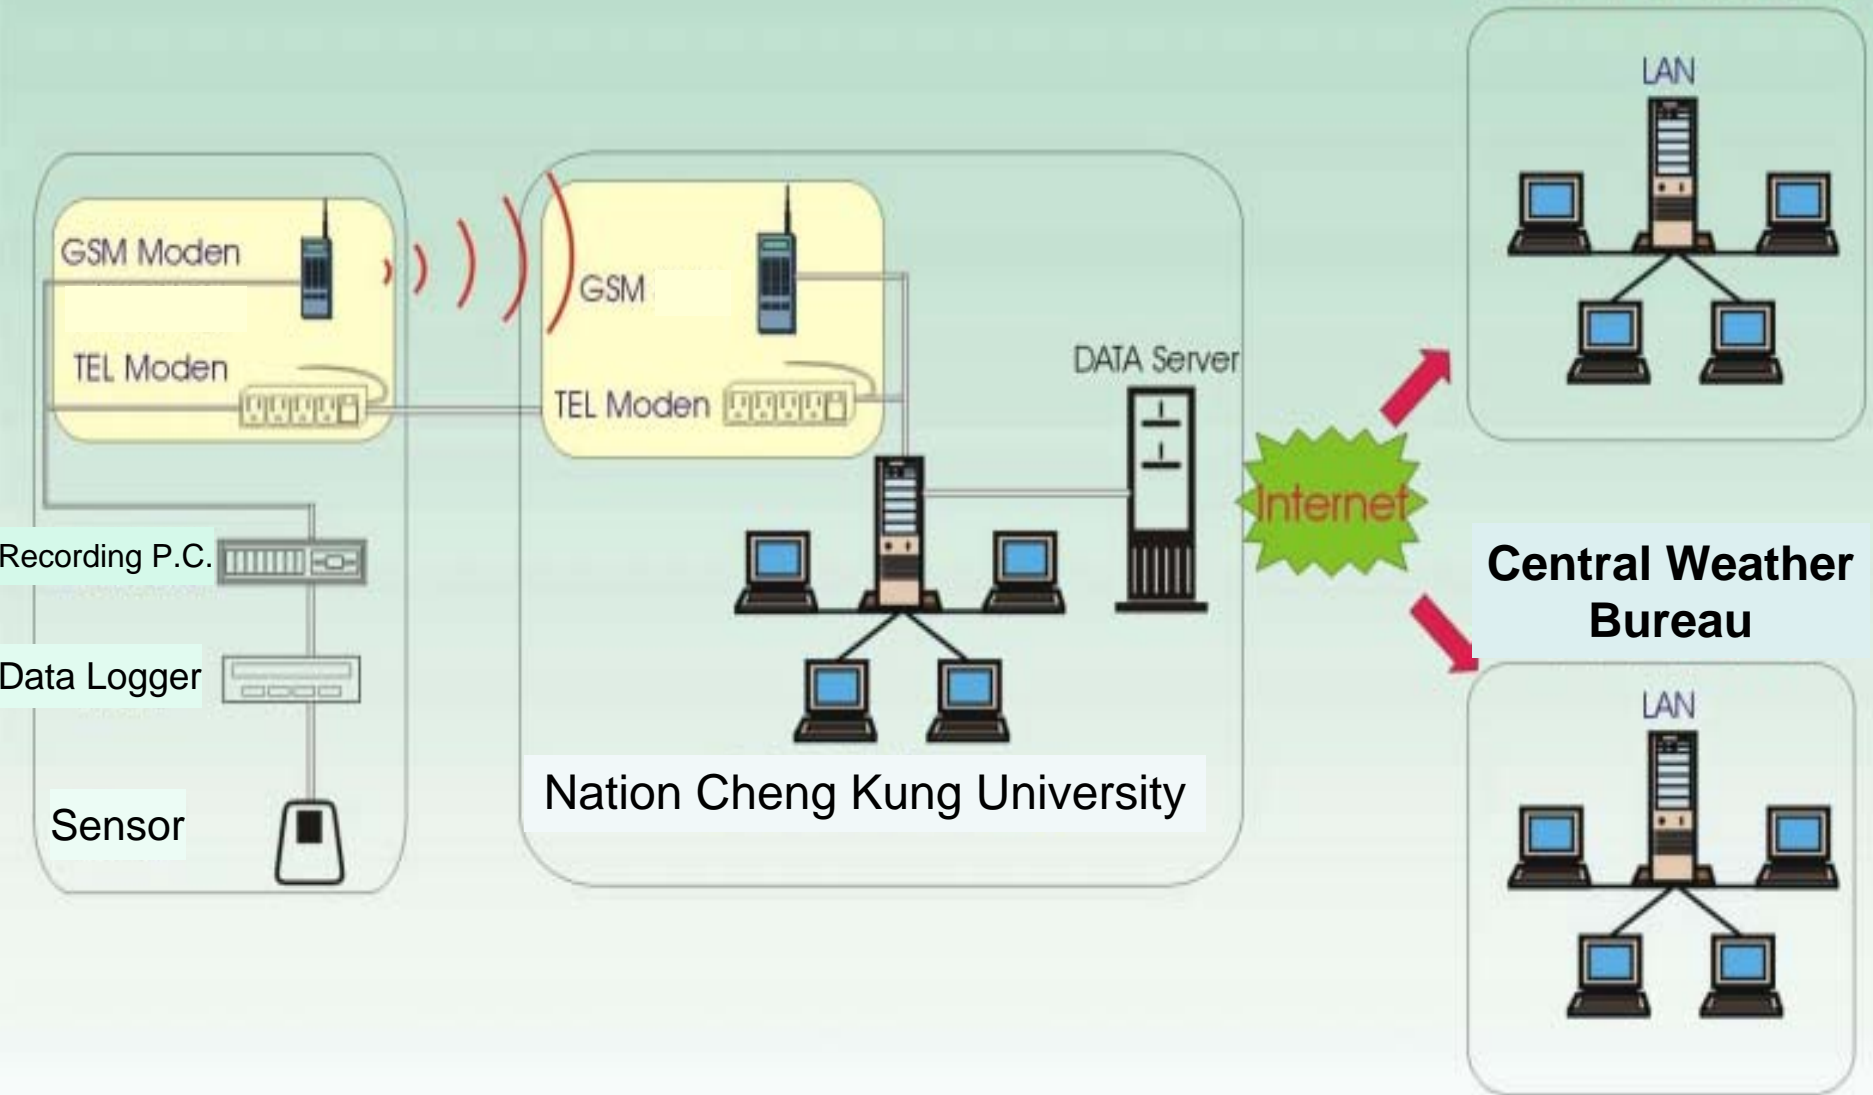 GSM Moden
TEL Moden
Recording P.C.
Data Logger
Sensor
GSM
TEL Moden
DATA Server
Nation Cheng Kung University
Internet
LAN
Central Weather
Bureau
LAN